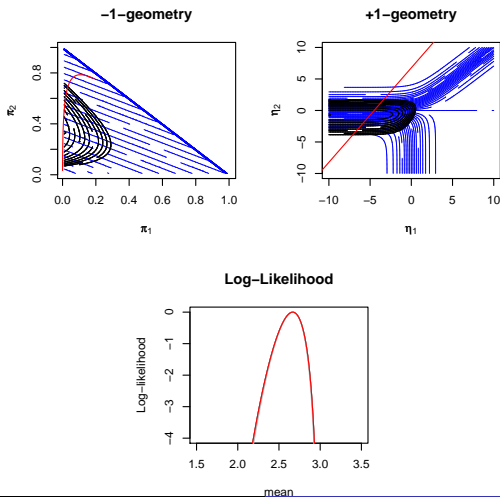 −1−geometry
π2
0.0 0.4 0.8
0.0 0.2 0.4 0.6 0.8 1.0
π1
+1−geometry
η2
−10 −5 0 5 10
−10 −5 0 5 10
η1
Log−Likelihood
Log−likelihood
−4 −3 −2 −1 0
1.5 2.0 2.5 3.0 3.5
mean